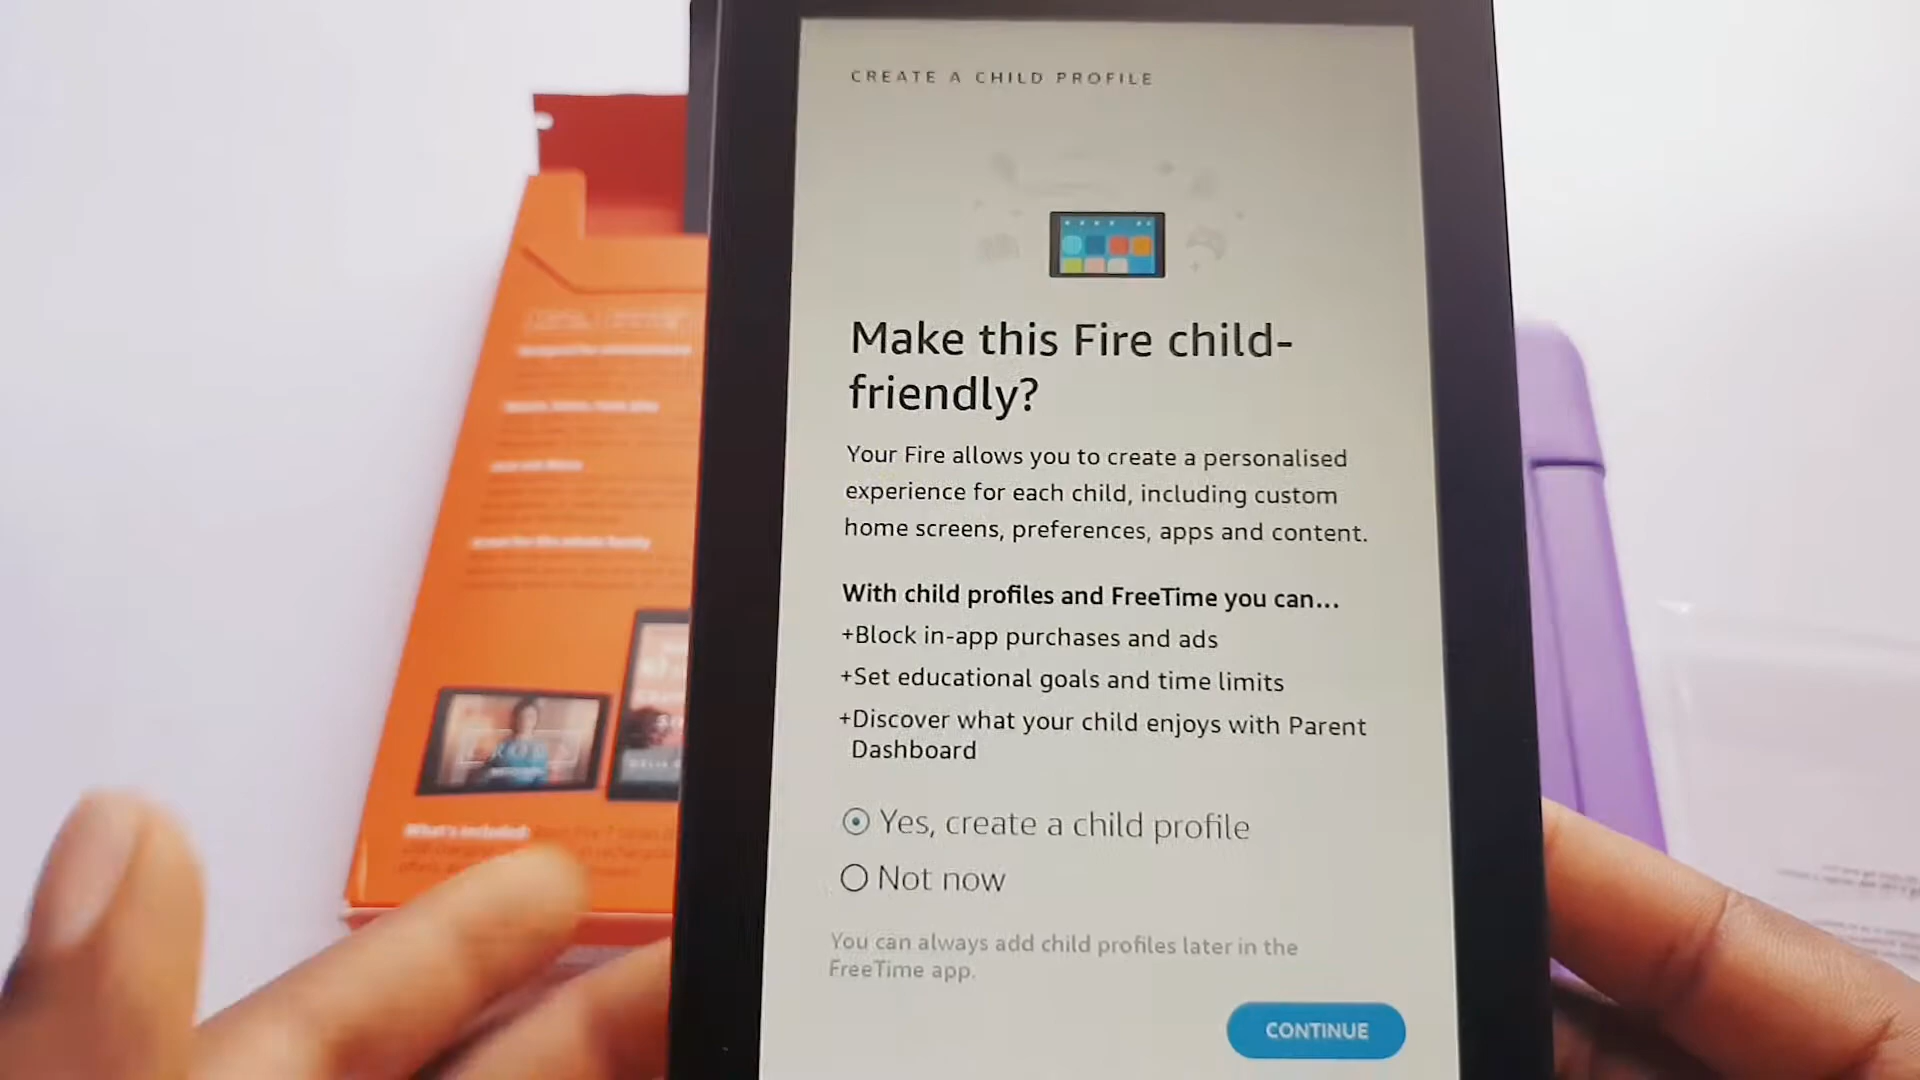 CREATE A CHILD PROFILE
Make this Fire child-
friendly?
Your Fire allows you to create a personalised
experience for each child, including custom
home screens, preferences, apps and content.
With child profiles and FreeTime you can...
+Block in-app purchases and ads
+Set educational goals and time limits
+Discover what your child enjoys with Parent
Dashboard
Yes, create a child profile
Not now
You can always add child profiles later in the
FreeTime app.
CONTINUE
What's included: